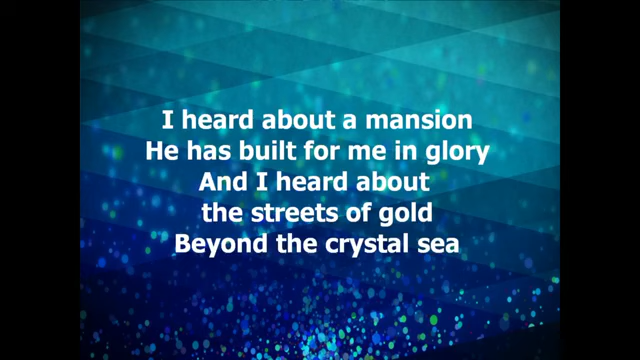 I heard about a mansion
He has built for me in glory
And I heard about
the streets of gold
Beyond the crystal sea